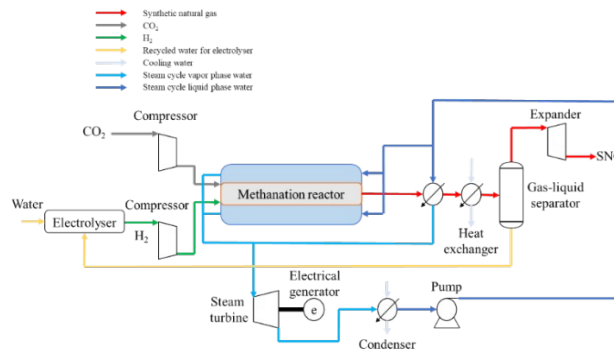 Synthetic natural gas
CO2
H2
Recycled water for electrolyser
Cooling water
Steam cycle vapor phase water
Steam cycle liquid phase water
Compressor
Expander
CO2
SN
Methanation reactor
Gas-liquid
separator
Water
Compressor
Electrolyser
H2
Heat
exchanger
Electrical
generator
Pump
Steam
turbine
e
Condenser